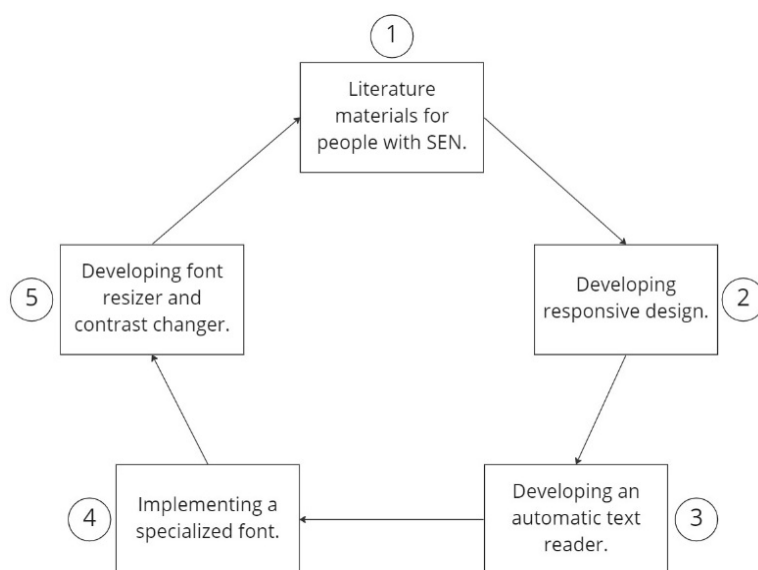 1
Literature
materials for
people with SEN.
2
Developing
responsive design.
3
Developing an
automatic text
reader.
4
Implementing a
specialized font.
5
Developing font
resizer and
contrast changer.